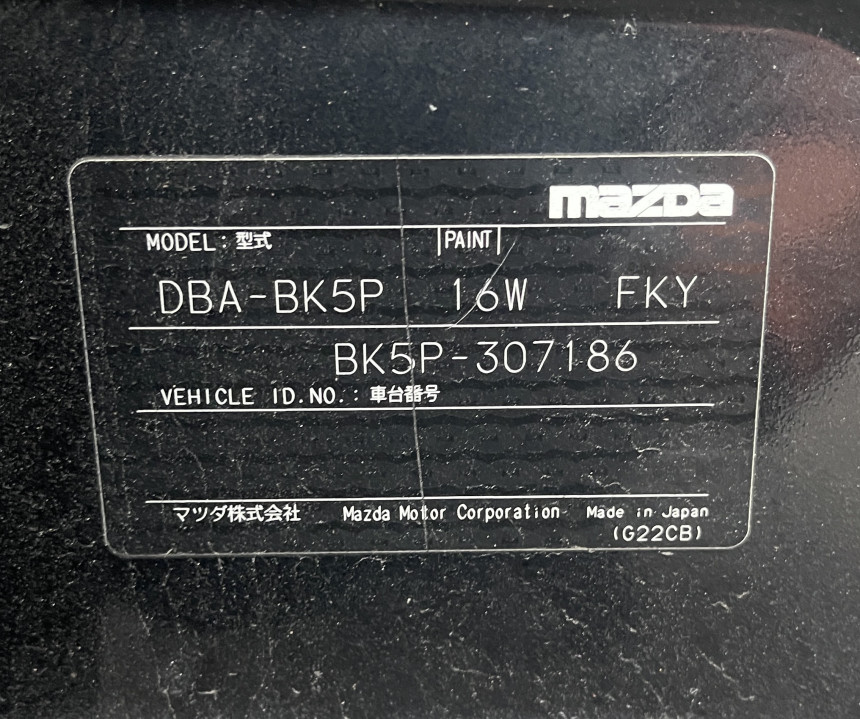 mazda
MODEL: 型式 PAINT
DBA-BK5P 16W FKY
BK5P-307186
VEHICLE ID.NO.: 車台番号
マツダ株式会社 Mazda Motor Corporation Made in Japan
(G22CB)